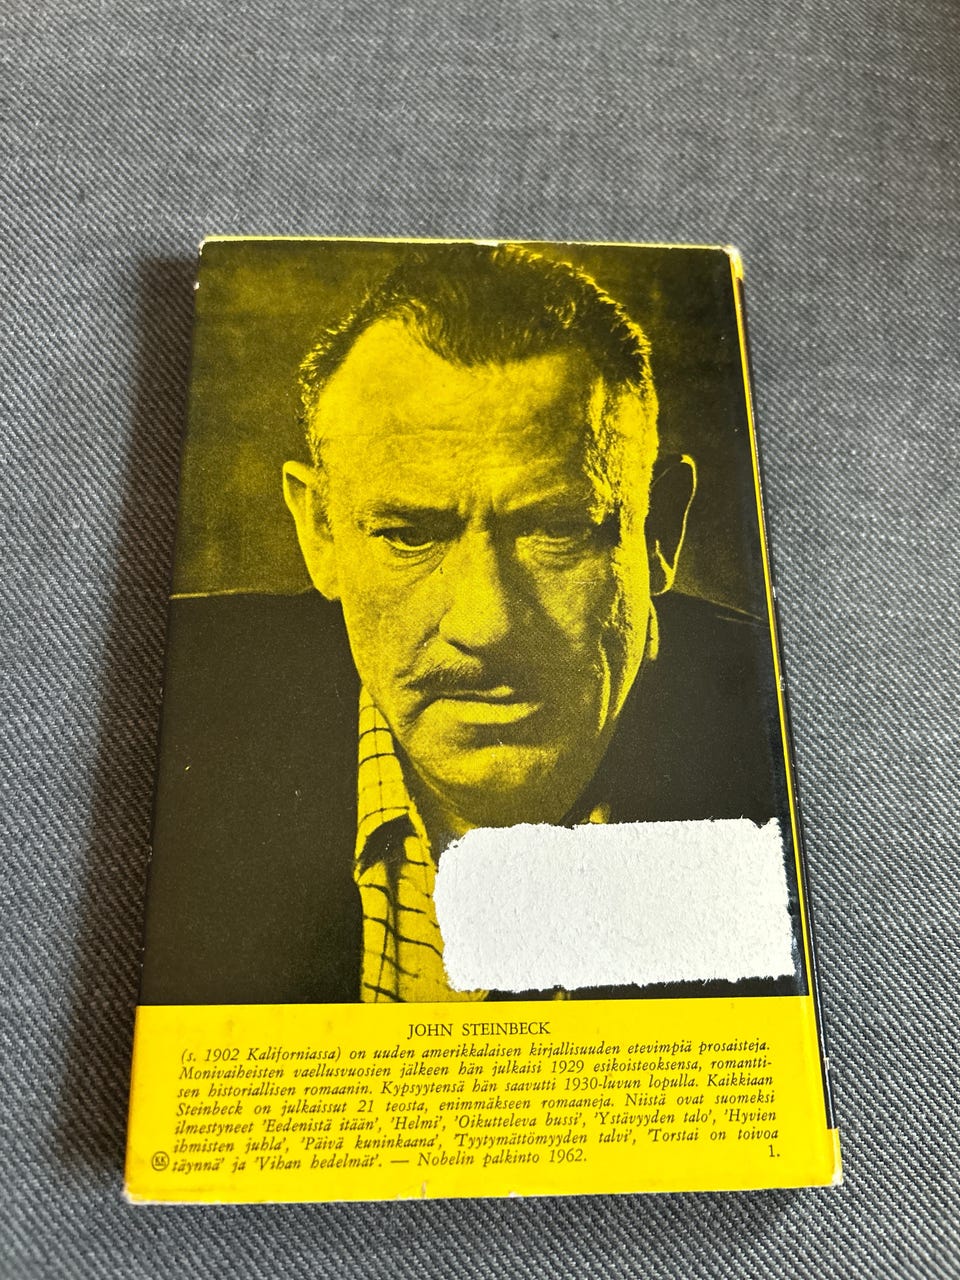 JOHN STEINBECK
(s. 1902 Kaliforniassa) on uuden amerikkalaisen kirjallisuuden etevimpiä prosaisteja.
Monivaiheisten vaellusvuosien jälkeen hän julkaisi 1929 esikoisteoksensa, romantti-
sen historiallisen romaanin. Kypsyytensä hän saavutti 1930-luvun lopulla. Kaikkiaan
Steinbeck on julkaissut 21 teosta, enimmäkseen romaaneja. Niistä ovat suomeksi
ilmestyneet 'Eedenistä itään', 'Helmi', 'Oikutteleva bussi', 'Ystävyyden talo', 'Hyvien
ihmisten juhla', 'Päivä kuninkaana', 'Tyytymättömyyden talvi', 'Torstai on toivoa
täynnä' ja 'Vihan hedelmät'. — Nobelin palkinto 1962. 1.
KK